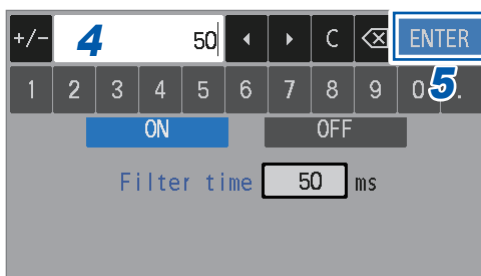 +/- 4 50 C ENTER
1 2 3 4 5 6 7 8 9 0 5 .
ON OFF
Filter time 50 ms